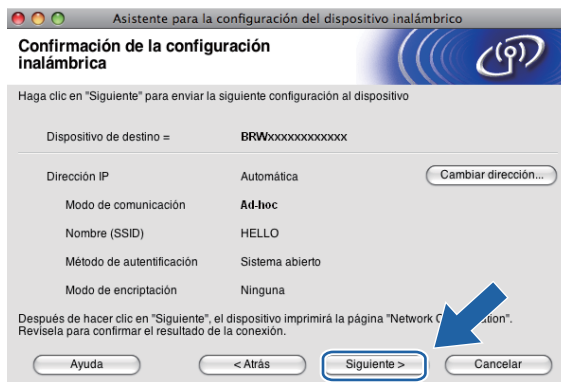 Asistente para la configuración del dispositivo inalámbrico
Confirmación de la configuración
inalámbrica
Haga clic en "Siguiente" para enviar la siguiente configuración al dispositivo
Dispositivo de destino = BRWxxxxxxxxxxxx
Dirección IP Automática Cambiar dirección...
Modo de comunicación Ad-hoc
Nombre (SSID) HELLO
Método de autentificación Sistema abierto
Modo de encriptación Ninguna
Después de hacer clic en "Siguiente", el dispositivo imprimirá la página "Network
Revísela para confirmar el resultado de la conexión.
Ayuda < Atrás Siguiente > Cancelar